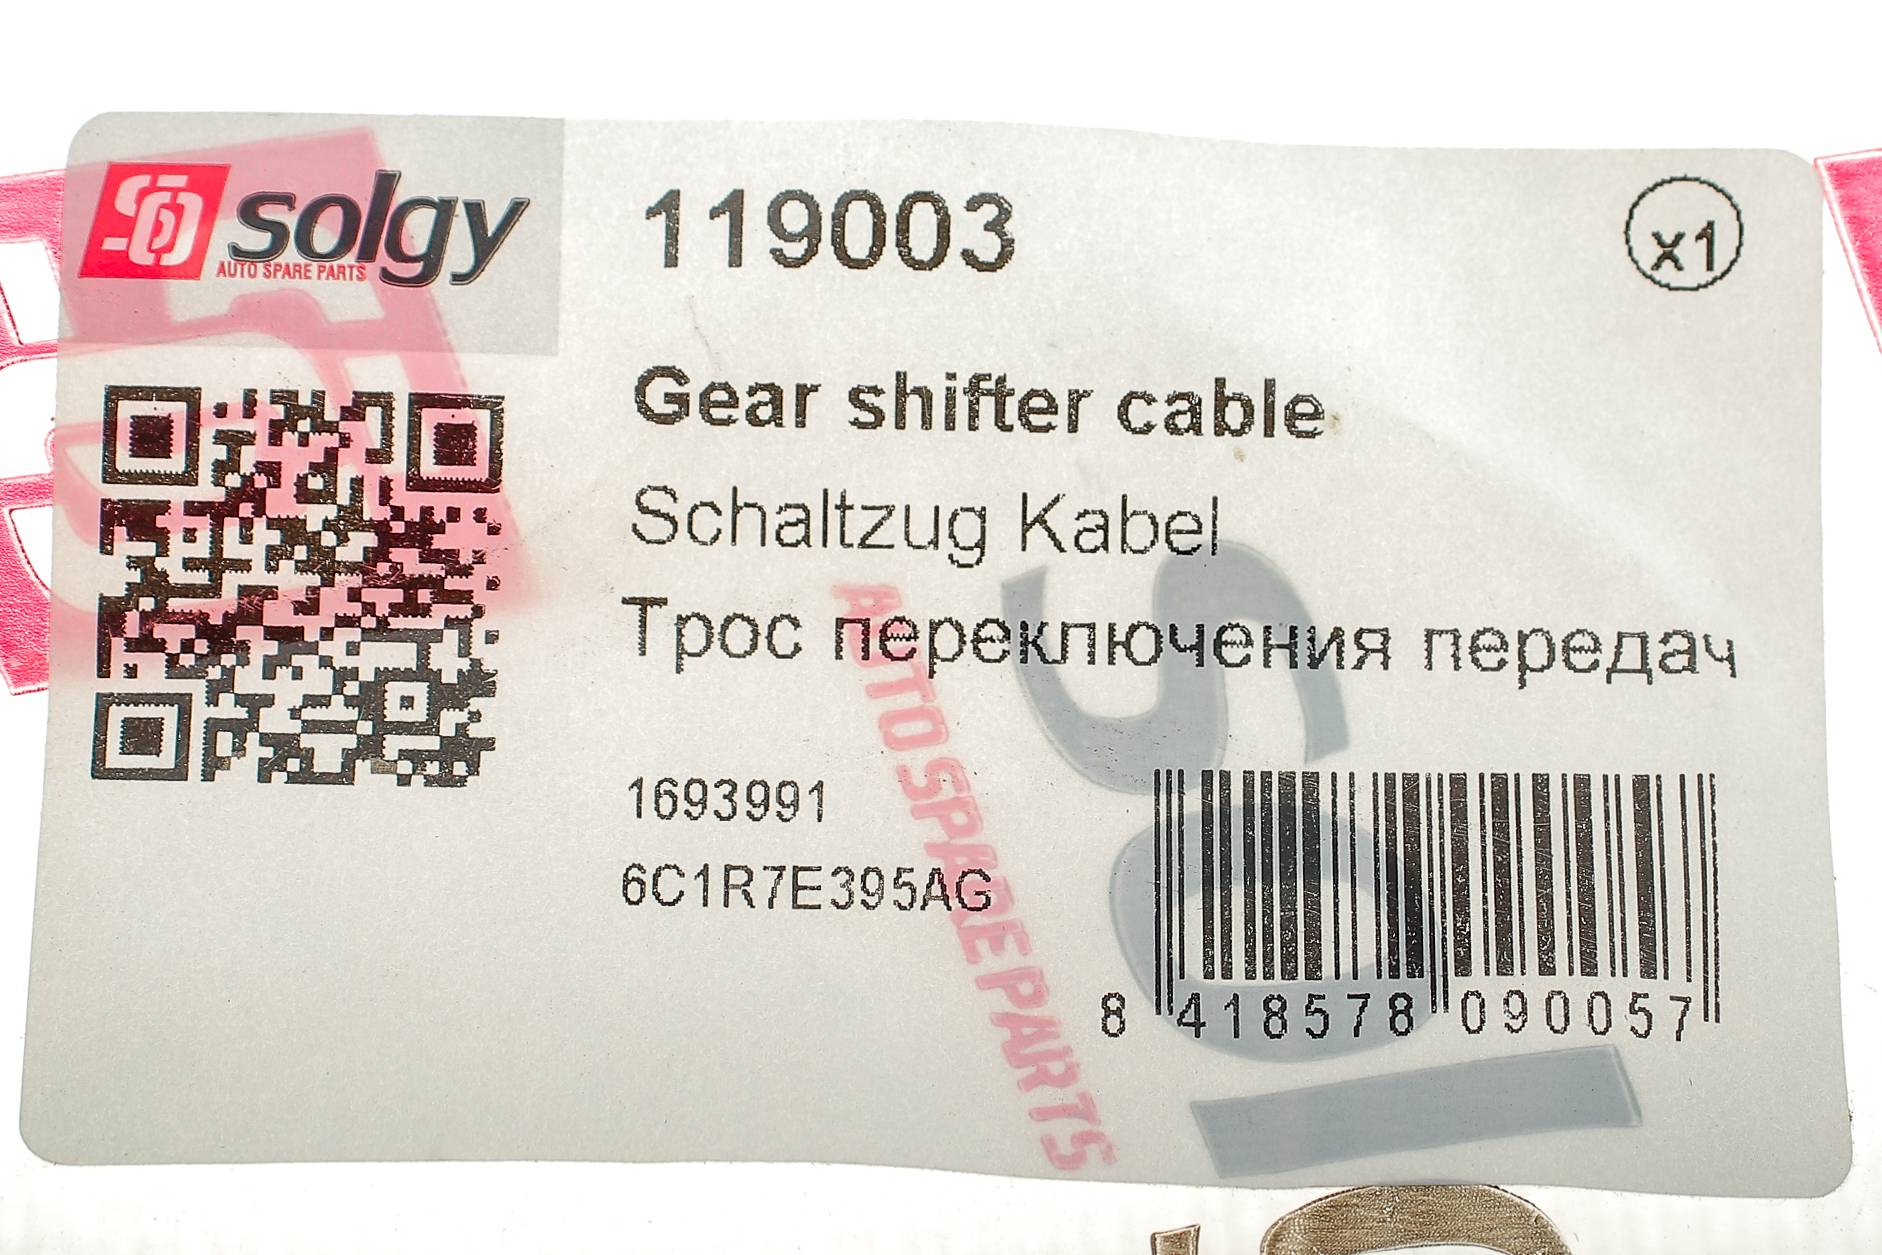 solgy
AUTO SPARE PARTS
119003
x1
Gear shifter cable
Schaltzug Kabel
Трос переключения передач
1693991
6C1R7E395AG
8 418578 090057
AUTO SPARE PARTS